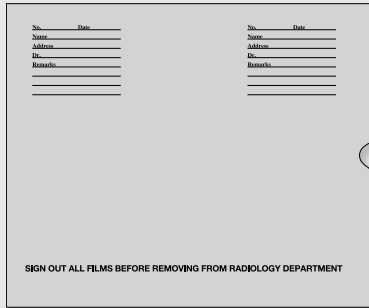 No. Date
Name
Address
Dr.
Remarks
No. Date
Name
Address
Dr.
Remarks
SIGN OUT ALL FILMS BEFORE REMOVING FROM RADIOLOGY DEPARTMENT